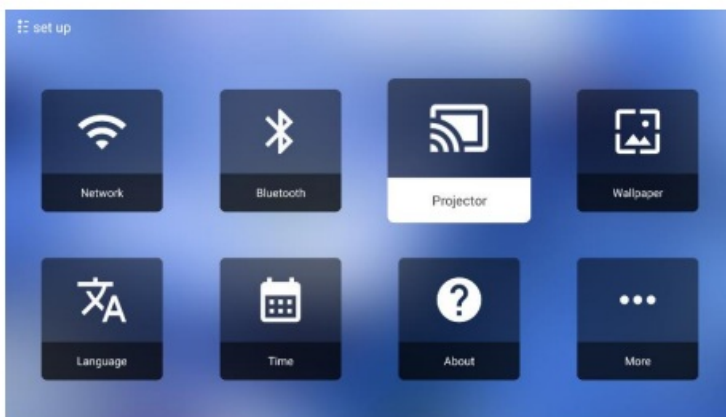 set up
Network
Bluetooth
Projector
Wallpaper
Language
Time
About
More